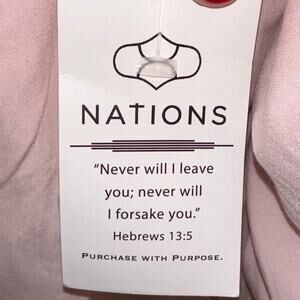 NATIONS
“Never will I leave
you; never will
I forsake you.”
Hebrews 13:5
PURCHASE WITH PURPOSE.